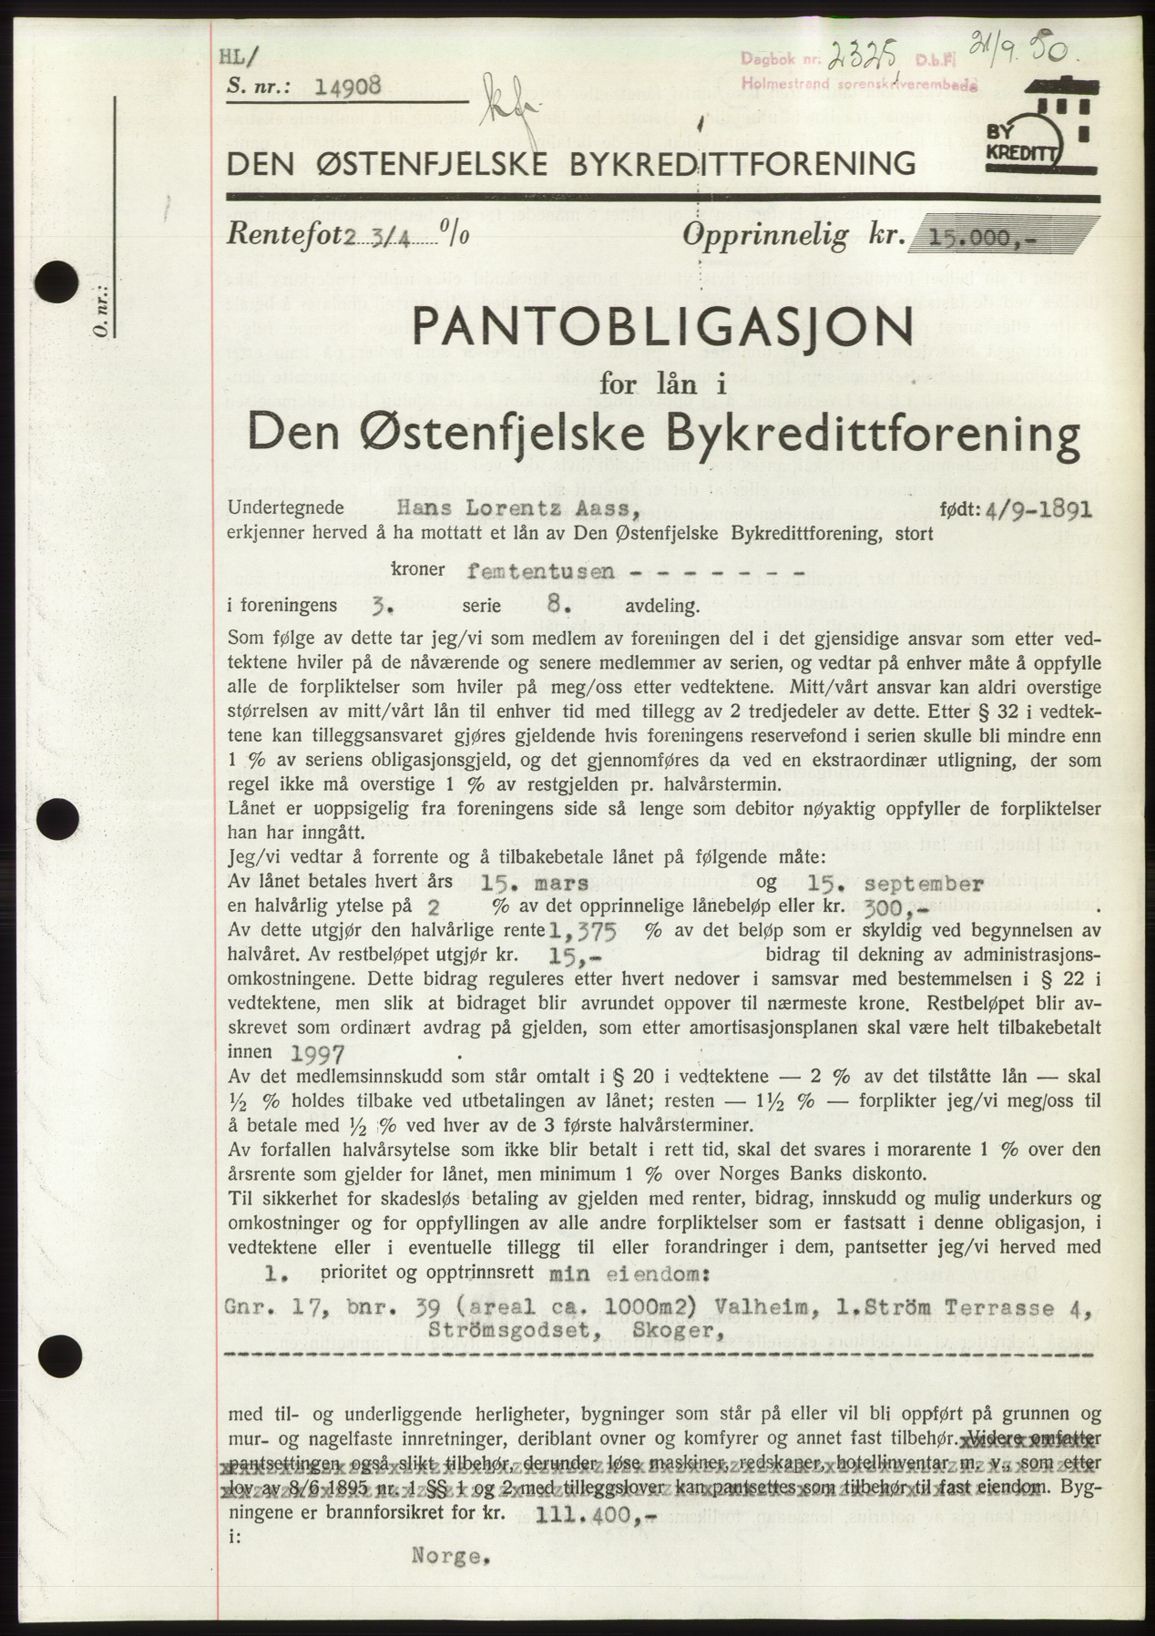 HL/
S. nr.: 14908
kf.
Dagbok nr. 2325 D.b.F. 21/9.50.
Holmestrand sorenskriverembede
BY
KREDITT
DEN ØSTENFJELSKE BYKREDITTFORENING
Rentefot 2 3/4 % Opprinnelig kr. 15.000,-
O. nr.:
PANTOBLIGASJON
for lån i
Den Østenfjelske Bykredittforening
Undertegnede Hans Lorentz Aass, født: 4/9-1891
erkjenner herved å ha mottatt et lån av Den Østenfjelske Bykredittforening, stort
kroner femtentusen - - - - - - -
i foreningens 3. serie 8. avdeling.
Som følge av dette tar jeg/vi som medlem av foreningen del i det gjensidige ansvar som etter ved-
tektene hviler på de nåværende og senere medlemmer av serien, og vedtar på enhver måte å oppfylle
alle de forpliktelser som hviler på meg/oss etter vedtektene. Mitt/vårt ansvar kan aldri overstige
størrelsen av mitt/vårt lån til enhver tid med tillegg av 2 tredjedeler av dette. Etter § 32 i vedtek-
tene kan tilleggsansvaret gjøres gjeldende hvis foreningens reservefond i serien skulle bli mindre enn
1 % av seriens obligasjonsgjeld, og det gjennomføres da ved en ekstraordinær utligning, der som
regel ikke må overstige 1 % av restgjelden pr. halvårstermin.
Lånet er uoppsigelig fra foreningens side så lenge som debitor nøyaktig oppfyller de forpliktelser
han har inngått.
Jeg/vi vedtar å forrente og å tilbakebetale lånet på følgende måte:
Av lånet betales hvert års 15. mars og 15. september
en halvårlig ytelse på 2 % av det opprinnelige lånebeløp eller kr. 300,- .
Av dette utgjør den halvårlige rente 1,375 % av det beløp som er skyldig ved begynnelsen av
halvåret. Av restbeløpet utgjør kr. 15,- bidrag til dekning av administrasjons-
omkostningene. Dette bidrag reguleres etter hvert nedover i samsvar med bestemmelsen i § 22 i
vedtektene, men slik at bidraget blir avrundet oppover til nærmeste krone. Restbeløpet blir av-
skrevet som ordinært avdrag på gjelden, som etter amortisasjonsplanen skal være helt tilbakebetalt
innen 1997 .
Av det medlemsinnskudd som står omtalt i § 20 i vedtektene — 2 % av det tilståtte lån — skal
½ % holdes tilbake ved utbetalingen av lånet; resten — 1½ % — forplikter jeg/vi meg/oss til
å betale med ½ % ved hver av de 3 første halvårsterminer.
Av forfallen halvårsytelse som ikke blir betalt i rett tid, skal det svares i morarente 1 % over den
årsrente som gjelder for lånet, men minimum 1 % over Norges Banks diskonto.
Til sikkerhet for skadesløs betaling av gjelden med renter, bidrag, innskudd og mulig underkurs og
omkostninger og for oppfyllingen av alle andre forpliktelser som er fastsatt i denne obligasjon, i
vedtektene eller i eventuelle tillegg til eller forandringer i dem, pantsetter jeg/vi herved med
1. prioritet og opptrinnsrett min eiendom:
Gnr. 17, bnr. 39 (areal ca. 1000m2) Valheim, 1.Ström Terrasse 4,
Strömsgodset, Skoger,
med til- og underliggende herligheter, bygninger som står på eller vil bli oppført på grunnen og
mur- og nagelfaste innretninger, deriblant ovner og komfyrer og annet fast tilbehør. Videre omfatter
pantsettingen også slikt tilbehør, derunder løse maskiner, redskaper, hotellinventar m. v., som etter
lov av 8/6 1895 nr. 1 §§ 1 og 2 med tilleggslover kan pantsettes som tilbehør til fast eiendom. Byg-
ningene er brannforsikret for kr. 111.400,-
i:
Norge.